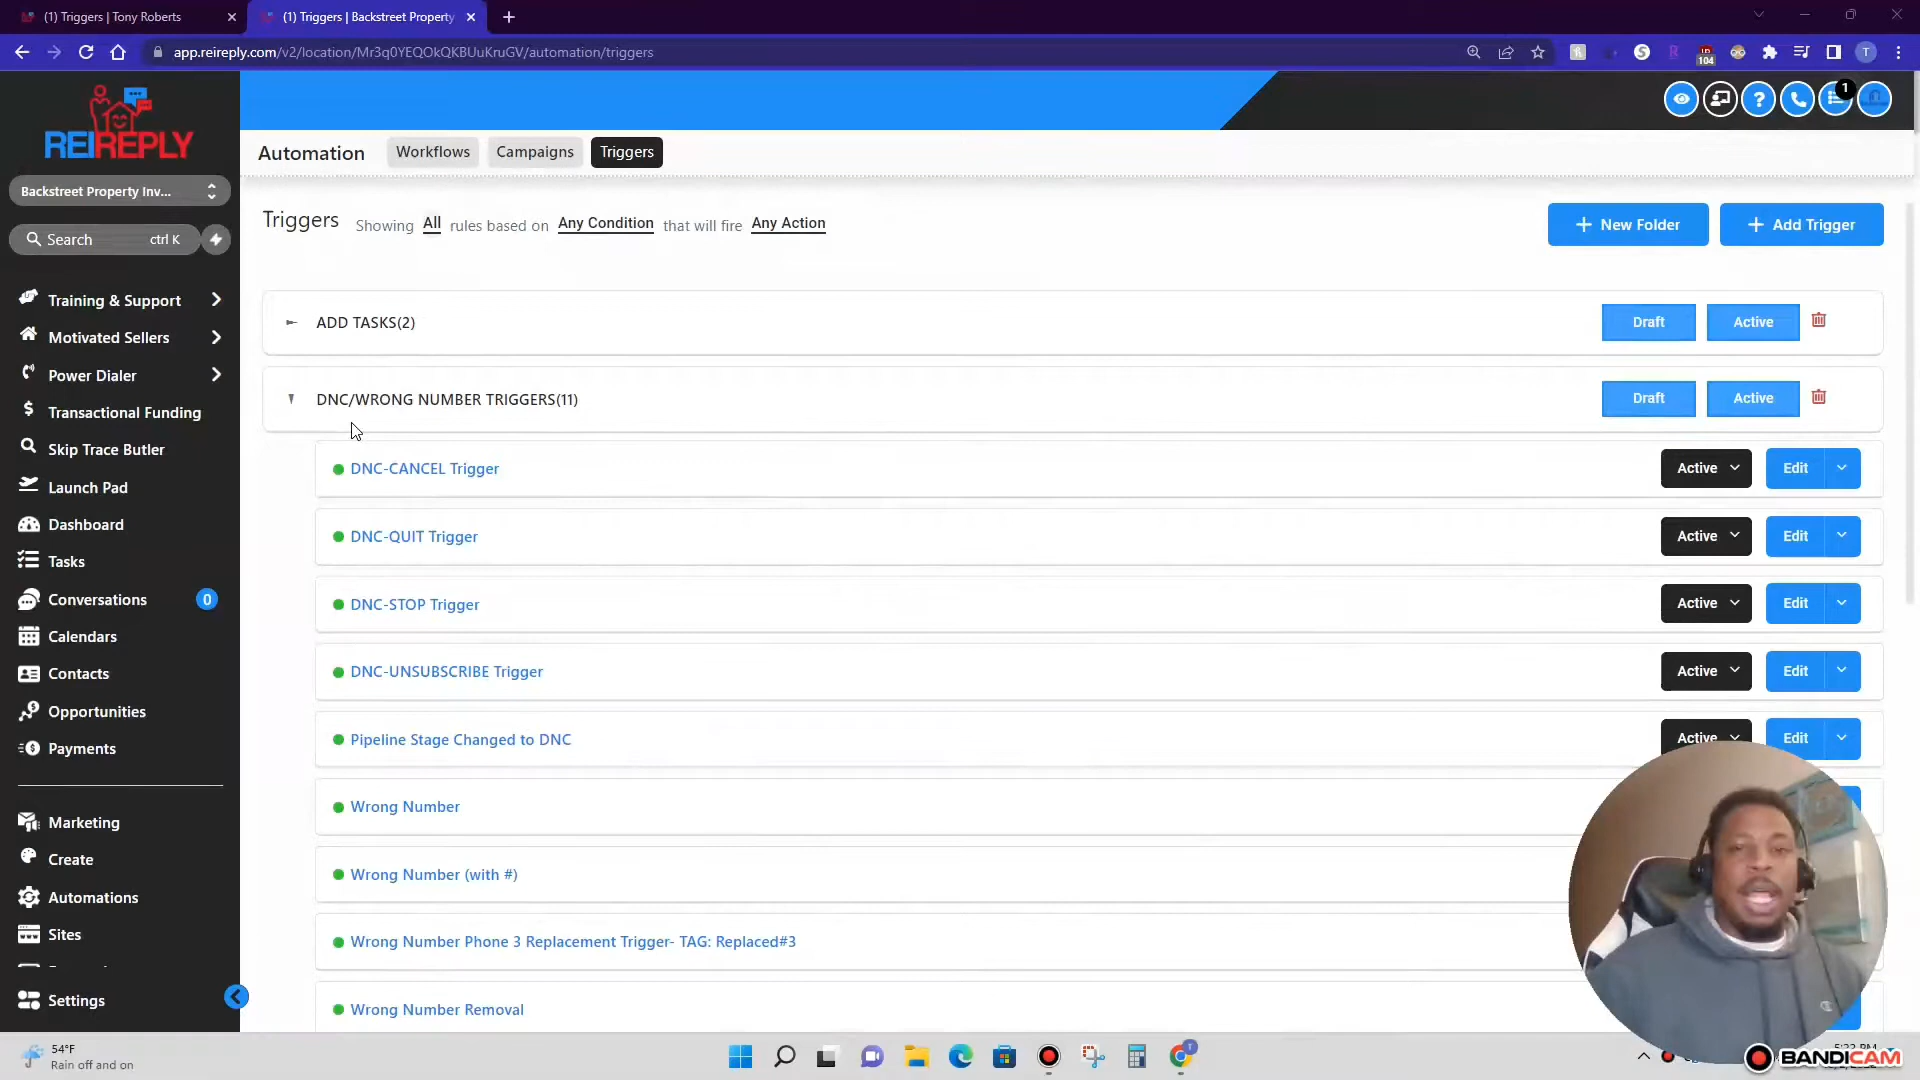 (1) Triggers | Tony Roberts
(1) Triggers | Backstreet Property
app.reireply.com/v2/location/Mr3q0YEQOkQKBUuKruGV/automation/triggers
104
T
REIREPLY
1
Automation
Workflows
Campaigns
Triggers
Backstreet Property Inv...
Search
ctrl K
Triggers
Showing All rules based on Any Condition that will fire Any Action
New Folder
Add Trigger
Training & Support
Motivated Sellers
Power Dialer
Transactional Funding
Skip Trace Butler
Launch Pad
Dashboard
Tasks
Conversations
0
Calendars
Contacts
Opportunities
Payments
Marketing
Create
Automations
Sites
Settings
ADD TASKS(2)
Draft
Active
DNC/WRONG NUMBER TRIGGERS(11)
Draft
Active
DNC-CANCEL Trigger
Active
Edit
DNC-QUIT Trigger
Active
Edit
DNC-STOP Trigger
Active
Edit
DNC-UNSUBSCRIBE Trigger
Active
Edit
Pipeline Stage Changed to DNC
Active
Edit
Wrong Number
Wrong Number (with #)
Wrong Number Phone 3 Replacement Trigger- TAG: Replaced#3
Wrong Number Removal
54°F
Rain off and on
BANDICAM